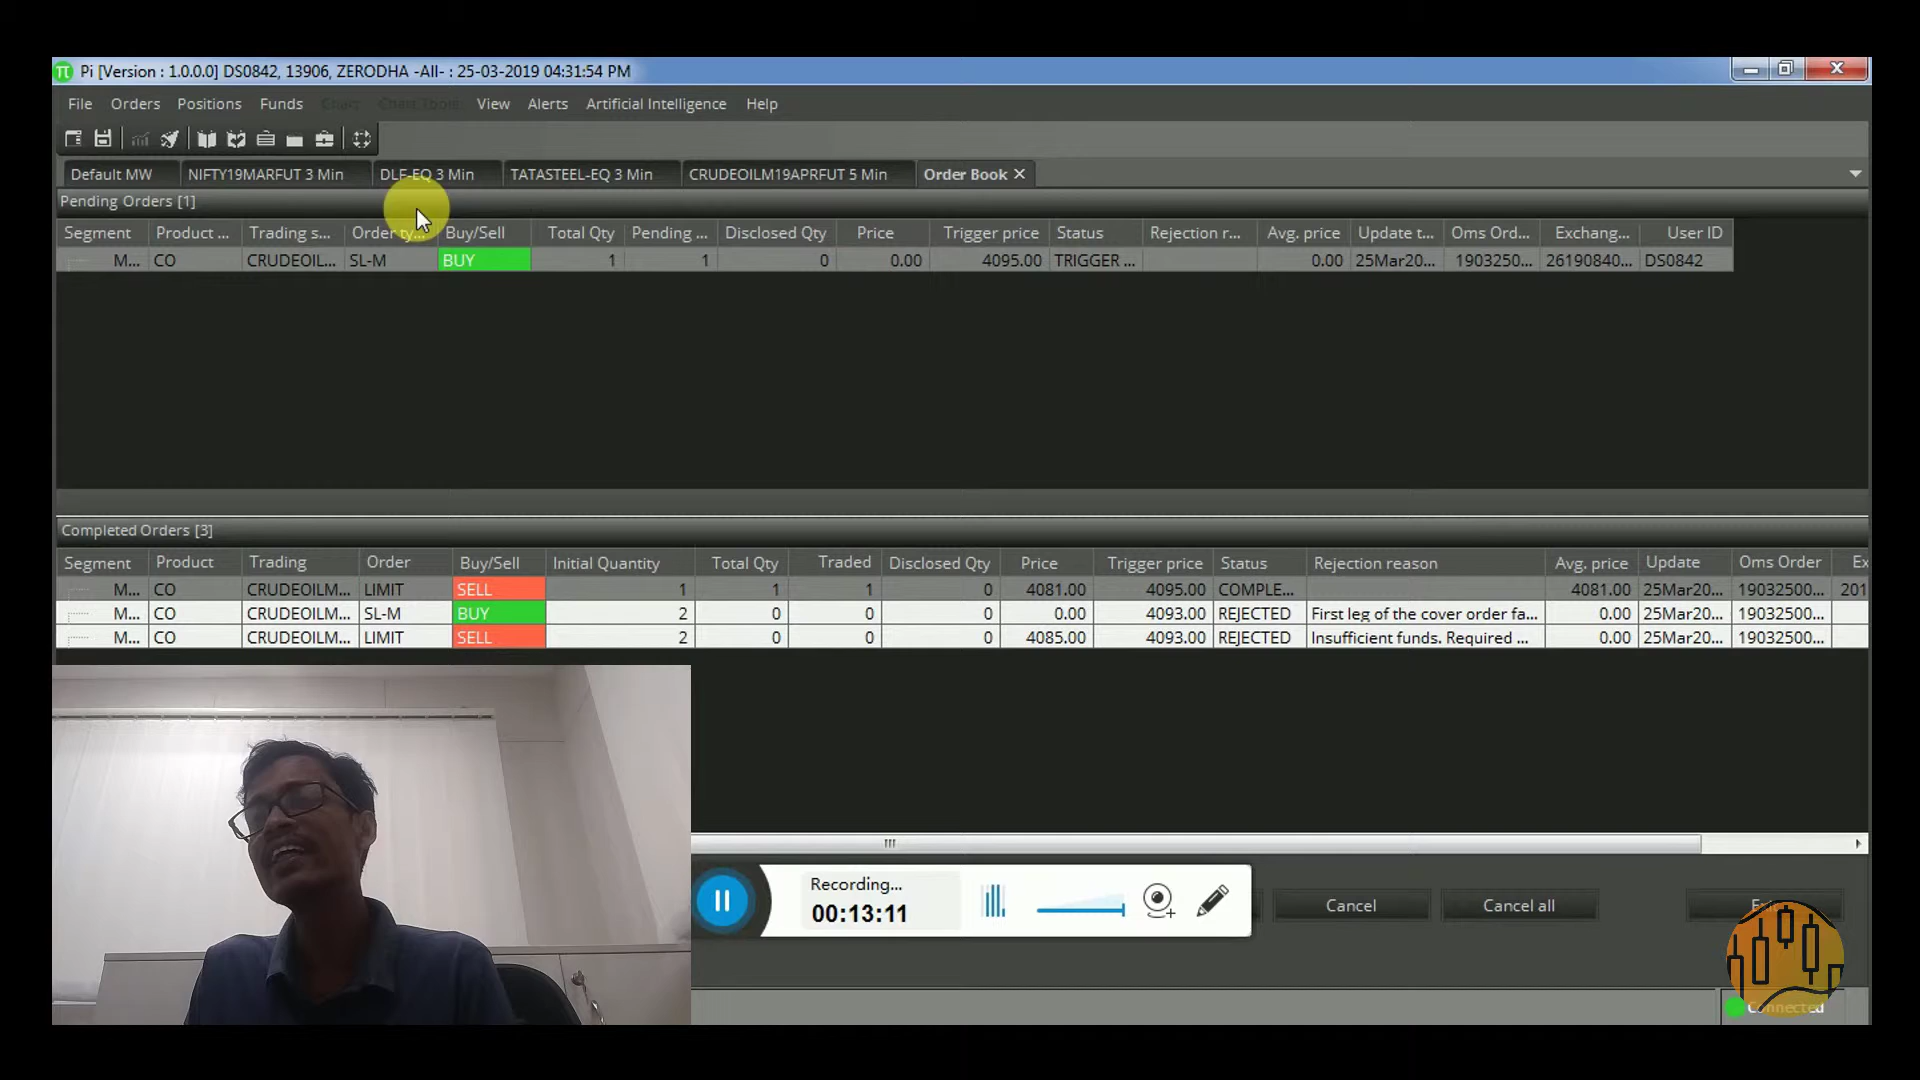 Pi [Version : 1.0.0.0] DS0842, 13906, ZERODHA -All- : 25-03-2019 04:31:54 PM
File Orders Positions Funds Chart Chart Tools View Alerts Artificial Intelligence Help
Default MW NIFTY19MARFUT 3 Min DLF-EQ 3 Min TATASTEEL-EQ 3 Min CRUDEOILM19APRFUT 5 Min Order Book
Pending Orders [1]
Segment Product ... Trading s... Order ty... Buy/Sell Total Qty Pending ... Disclosed Qty Price Trigger price Status Rejection r... Avg. price Update t... Oms Ord... Exchang... User ID
M... CO CRUDEOIL... SL-M BUY 1 1 0 0.00 4095.00 TRIGGER ... 0.00 25Mar20... 1903250... 26190840... DS0842
Completed Orders [3]
Segment Product Trading Order Buy/Sell Initial Quantity Total Qty Traded Disclosed Qty Price Trigger price Status Rejection reason Avg. price Update Oms Order Ex
M... CO CRUDEOILM... LIMIT SELL 1 1 1 0 4081.00 4095.00 COMPLE... 4081.00 25Mar20... 19032500... 201
M... CO CRUDEOILM... SL-M BUY 2 0 0 0 0.00 4093.00 REJECTED First leg of the cover order fa... 0.00 25Mar20... 19032500...
M... CO CRUDEOILM... LIMIT SELL 2 0 0 0 4085.00 4093.00 REJECTED Insufficient funds. Required ... 0.00 25Mar20... 19032500...
Recording...
00:13:11
Cancel Cancel all
Connected